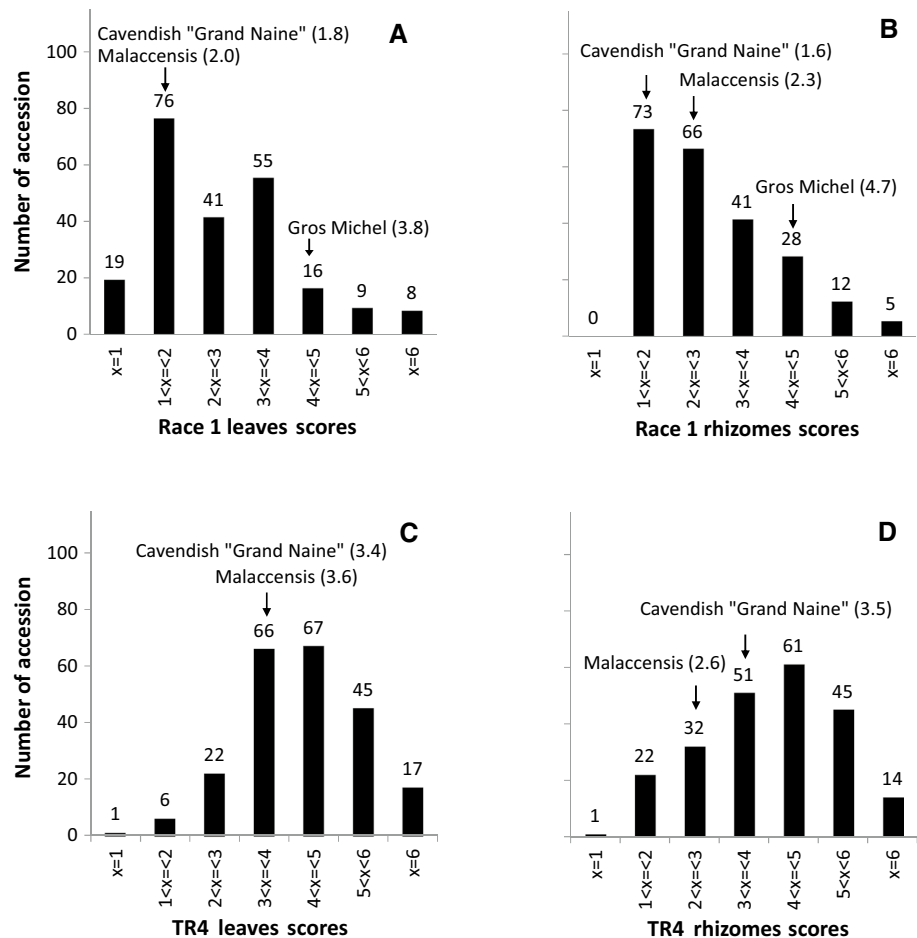 Cavendish "Grand Naine" (1.8)
Malaccensis (2.0)
A
Number of accession
100
80
60
40
20
0
19
76
41
55
Gros Michel (3.8)
16
9
8
x=1
1<x=<2
2<x=<3
3<x=<4
4<x=<5
5<x<6
x=6
Race 1 leaves scores
B
Cavendish "Grand Naine" (1.6)
Malaccensis (2.3)
Gros Michel (4.7)
0
73
66
41
28
12
5
x=1
1<x=<2
2<x=<3
3<x=<4
4<x=<5
5<x<6
x=6
Race 1 rhizomes scores
C
Cavendish "Grand Naine" (3.4)
Malaccensis (3.6)
Number of accession
100
80
60
40
20
0
1
6
22
66
67
45
17
x=1
1<x=<2
2<x=<3
3<x=<4
4<x=<5
5<x<6
x=6
TR4 leaves scores
D
Cavendish "Grand Naine" (3.5)
Malaccensis (2.6)
1
22
32
51
61
45
14
x=1
1<x=<2
2<x=<3
3<x=<4
4<x=<5
5<x<6
x=6
TR4 rhizomes scores